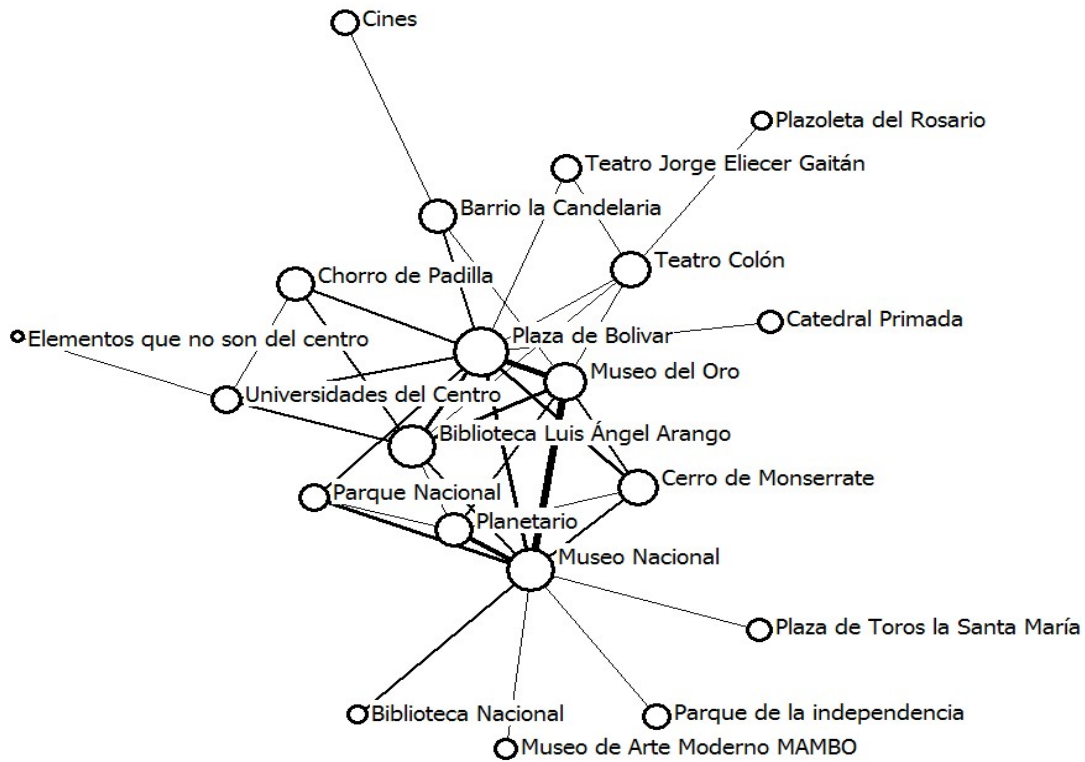 Cines
Plazoleta del Rosario
Teatro Jorge Eliecer Gaitán
Barrio la Candelaria
Teatro Colón
Chorro de Padilla
Catedral Primada
Plaza de Bolivar
Elementos que no son del centro
Museo del Oro
Universidades del Centro
Biblioteca Luis Ángel Arango
Cerro de Monserrate
Parque Nacional
Planetario
Museo Nacional
Plaza de Toros la Santa María
Biblioteca Nacional
Parque de la independencia
Museo de Arte Moderno MAMBO